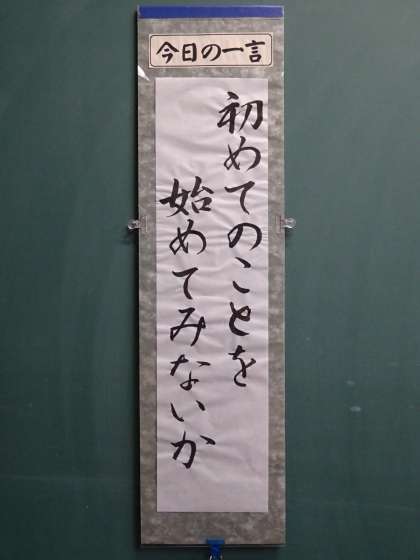 今日の一言
初めてのことを
始めてみないか